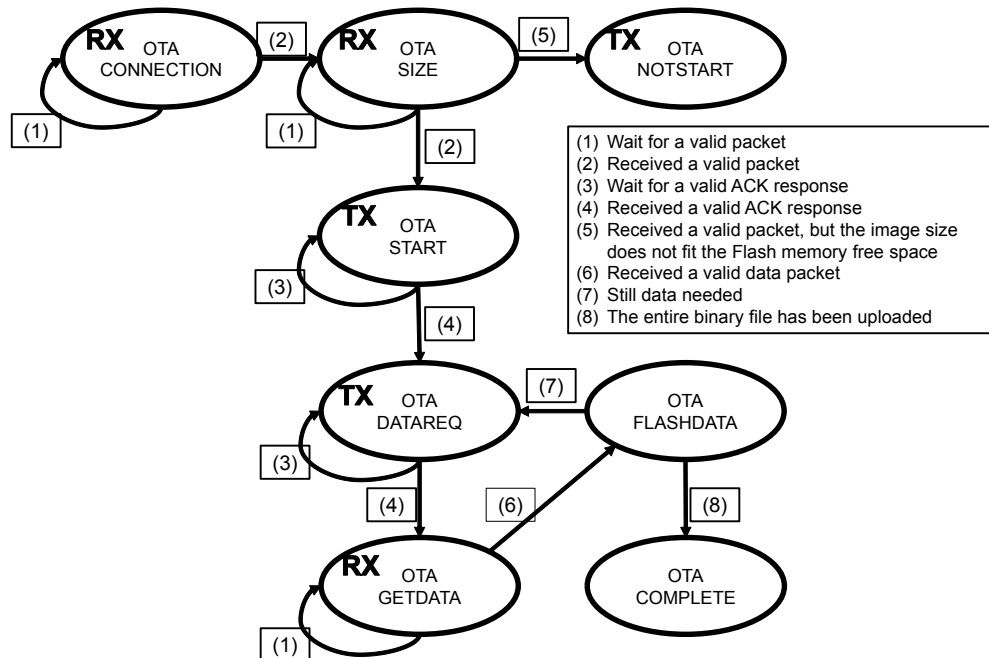 RX OTA
CONNECTION
(2)
RX OTA
SIZE
(5)
TX OTA
NOTSTART
(1)
(1)
(2)
(1) Wait for a valid packet
(2) Received a valid packet
(3) Wait for a valid ACK response
(4) Received a valid ACK response
(5) Received a valid packet, but the image size
does not fit the Flash memory free space
(6) Received a valid data packet
(7) Still data needed
(8) The entire binary file has been uploaded
TX OTA
START
(3)
(4)
TX OTA
DATAREQ
(7)
OTA
FLASHDATA
(3)
(4)
(6)
(8)
RX OTA
GETDATA
OTA
COMPLETE
(1)